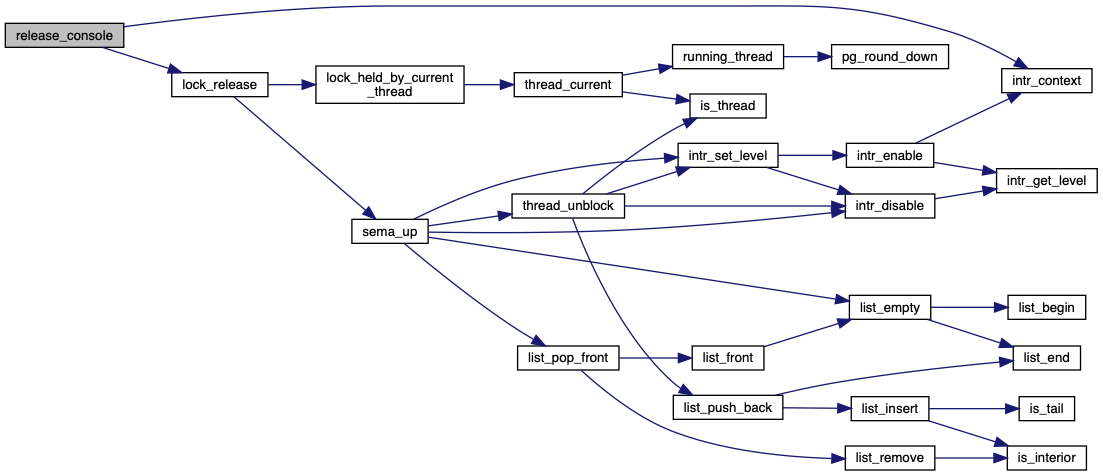 release_console
lock_release
lock_held_by_current
_thread
thread_current
running_thread
pg_round_down
is_thread
intr_context
intr_set_level
intr_enable
intr_get_level
thread_unblock
intr_disable
sema_up
list_empty
list_begin
list_pop_front
list_front
list_end
list_push_back
list_insert
is_tail
list_remove
is_interior